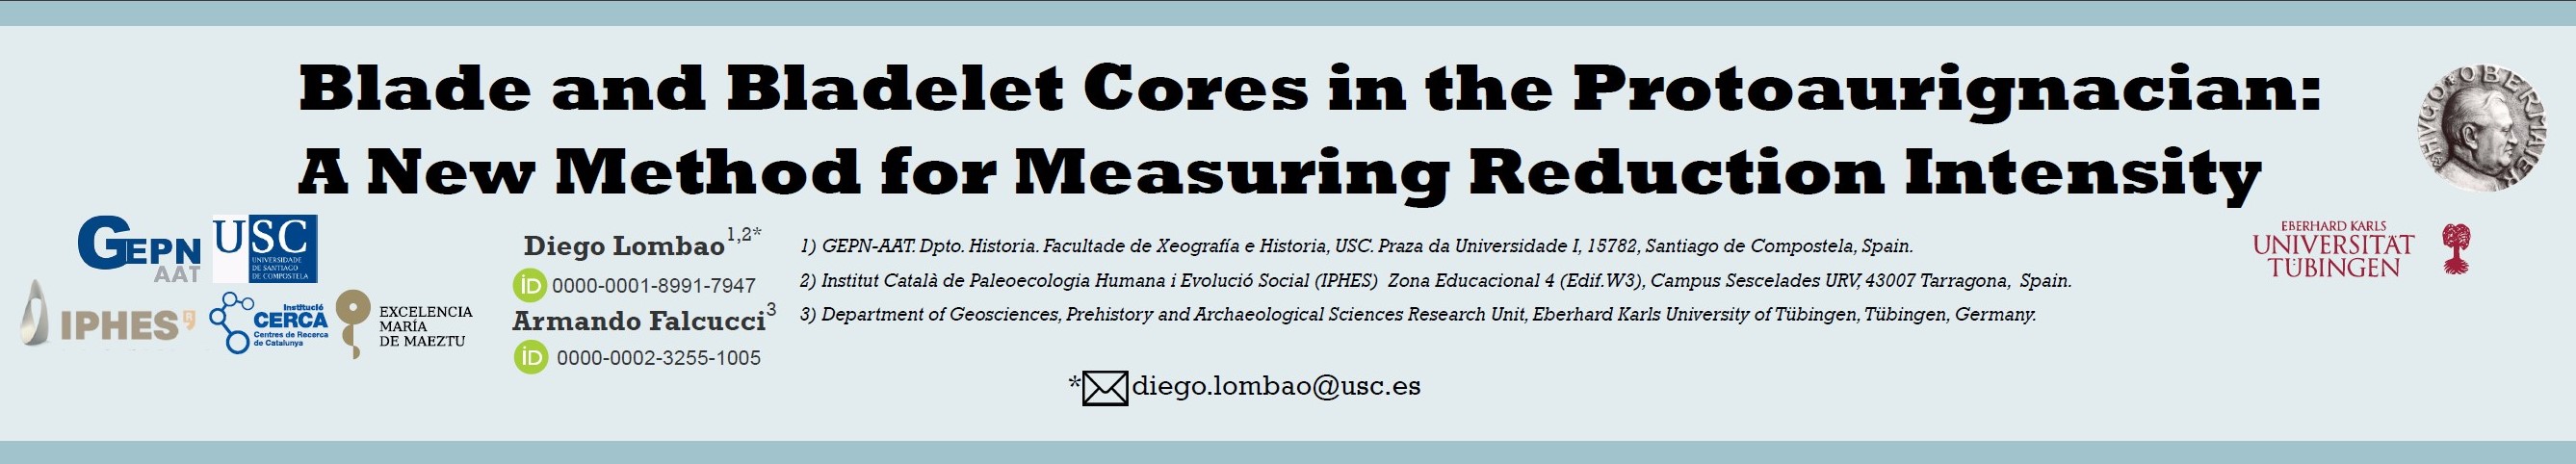 Blade and Bladelet Cores in the Protoaurignacian:
A New Method for Measuring Reduction Intensity
HVGO OBERMAIER
GEPN
AAT
USC
UNIVERSIDADE
DE SANTIAGO
DE COMPOSTELA
IPHES
Institució
CERCA
Centres de Recerca
de Catalunya
EXCELENCIA
MARÍA
DE MAEZTU
Diego Lombao1,2*
iD 0000-0001-8991-7947
Armando Falcucci3
iD 0000-0002-3255-1005
1) GEPN-AAT. Dpto. Historia. Facultade de Xeografía e Historia, USC. Praza da Universidade I, 15782, Santiago de Compostela, Spain.
2) Institut Català de Paleoecologia Humana i Evolució Social (IPHES) Zona Educacional 4 (Edif.W3), Campus Sescelades URV, 43007 Tarragona, Spain.
3) Department of Geosciences, Prehistory and Archaeological Sciences Research Unit, Eberhard Karls University of Tübingen, Tübingen, Germany.
*diego.lombao@usc.es
EBERHARD KARLS
UNIVERSITÄT
TÜBINGEN